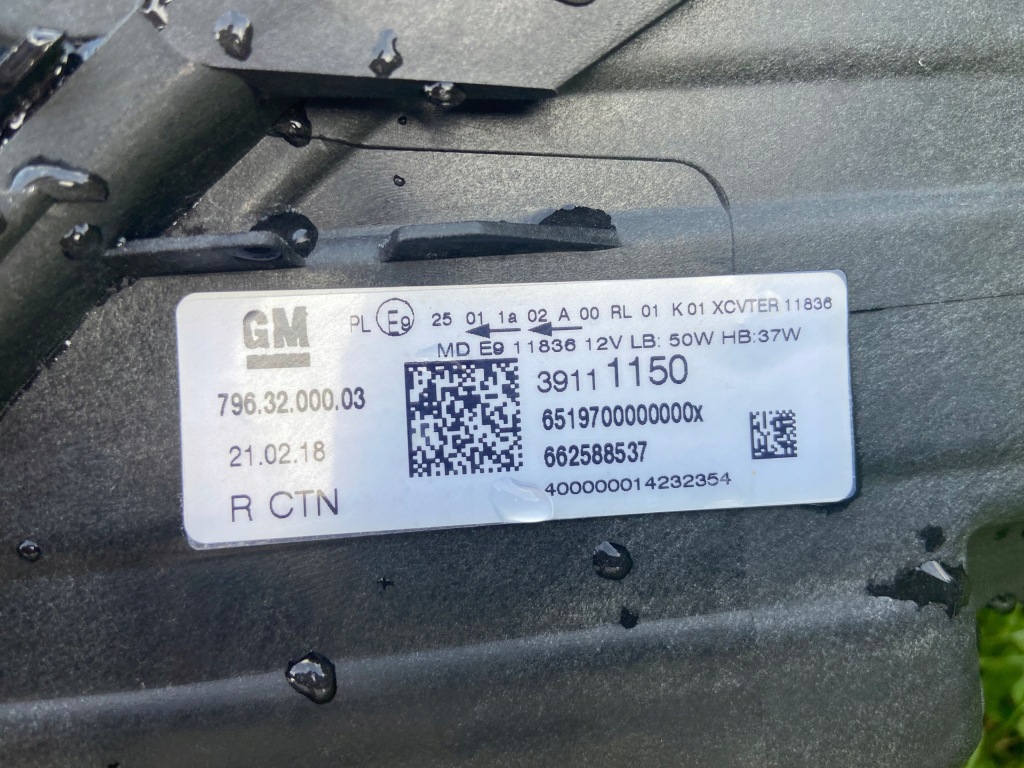 GM
PL E9 25 01 1a 02 A 00 RL 01 K 01 XCVTER 11836
MD E9 11836 12V LB: 50W HB:37W
39111150
796.32.000.03
6519700000000x
21.02.18
662588537
R CTN
400000014232354